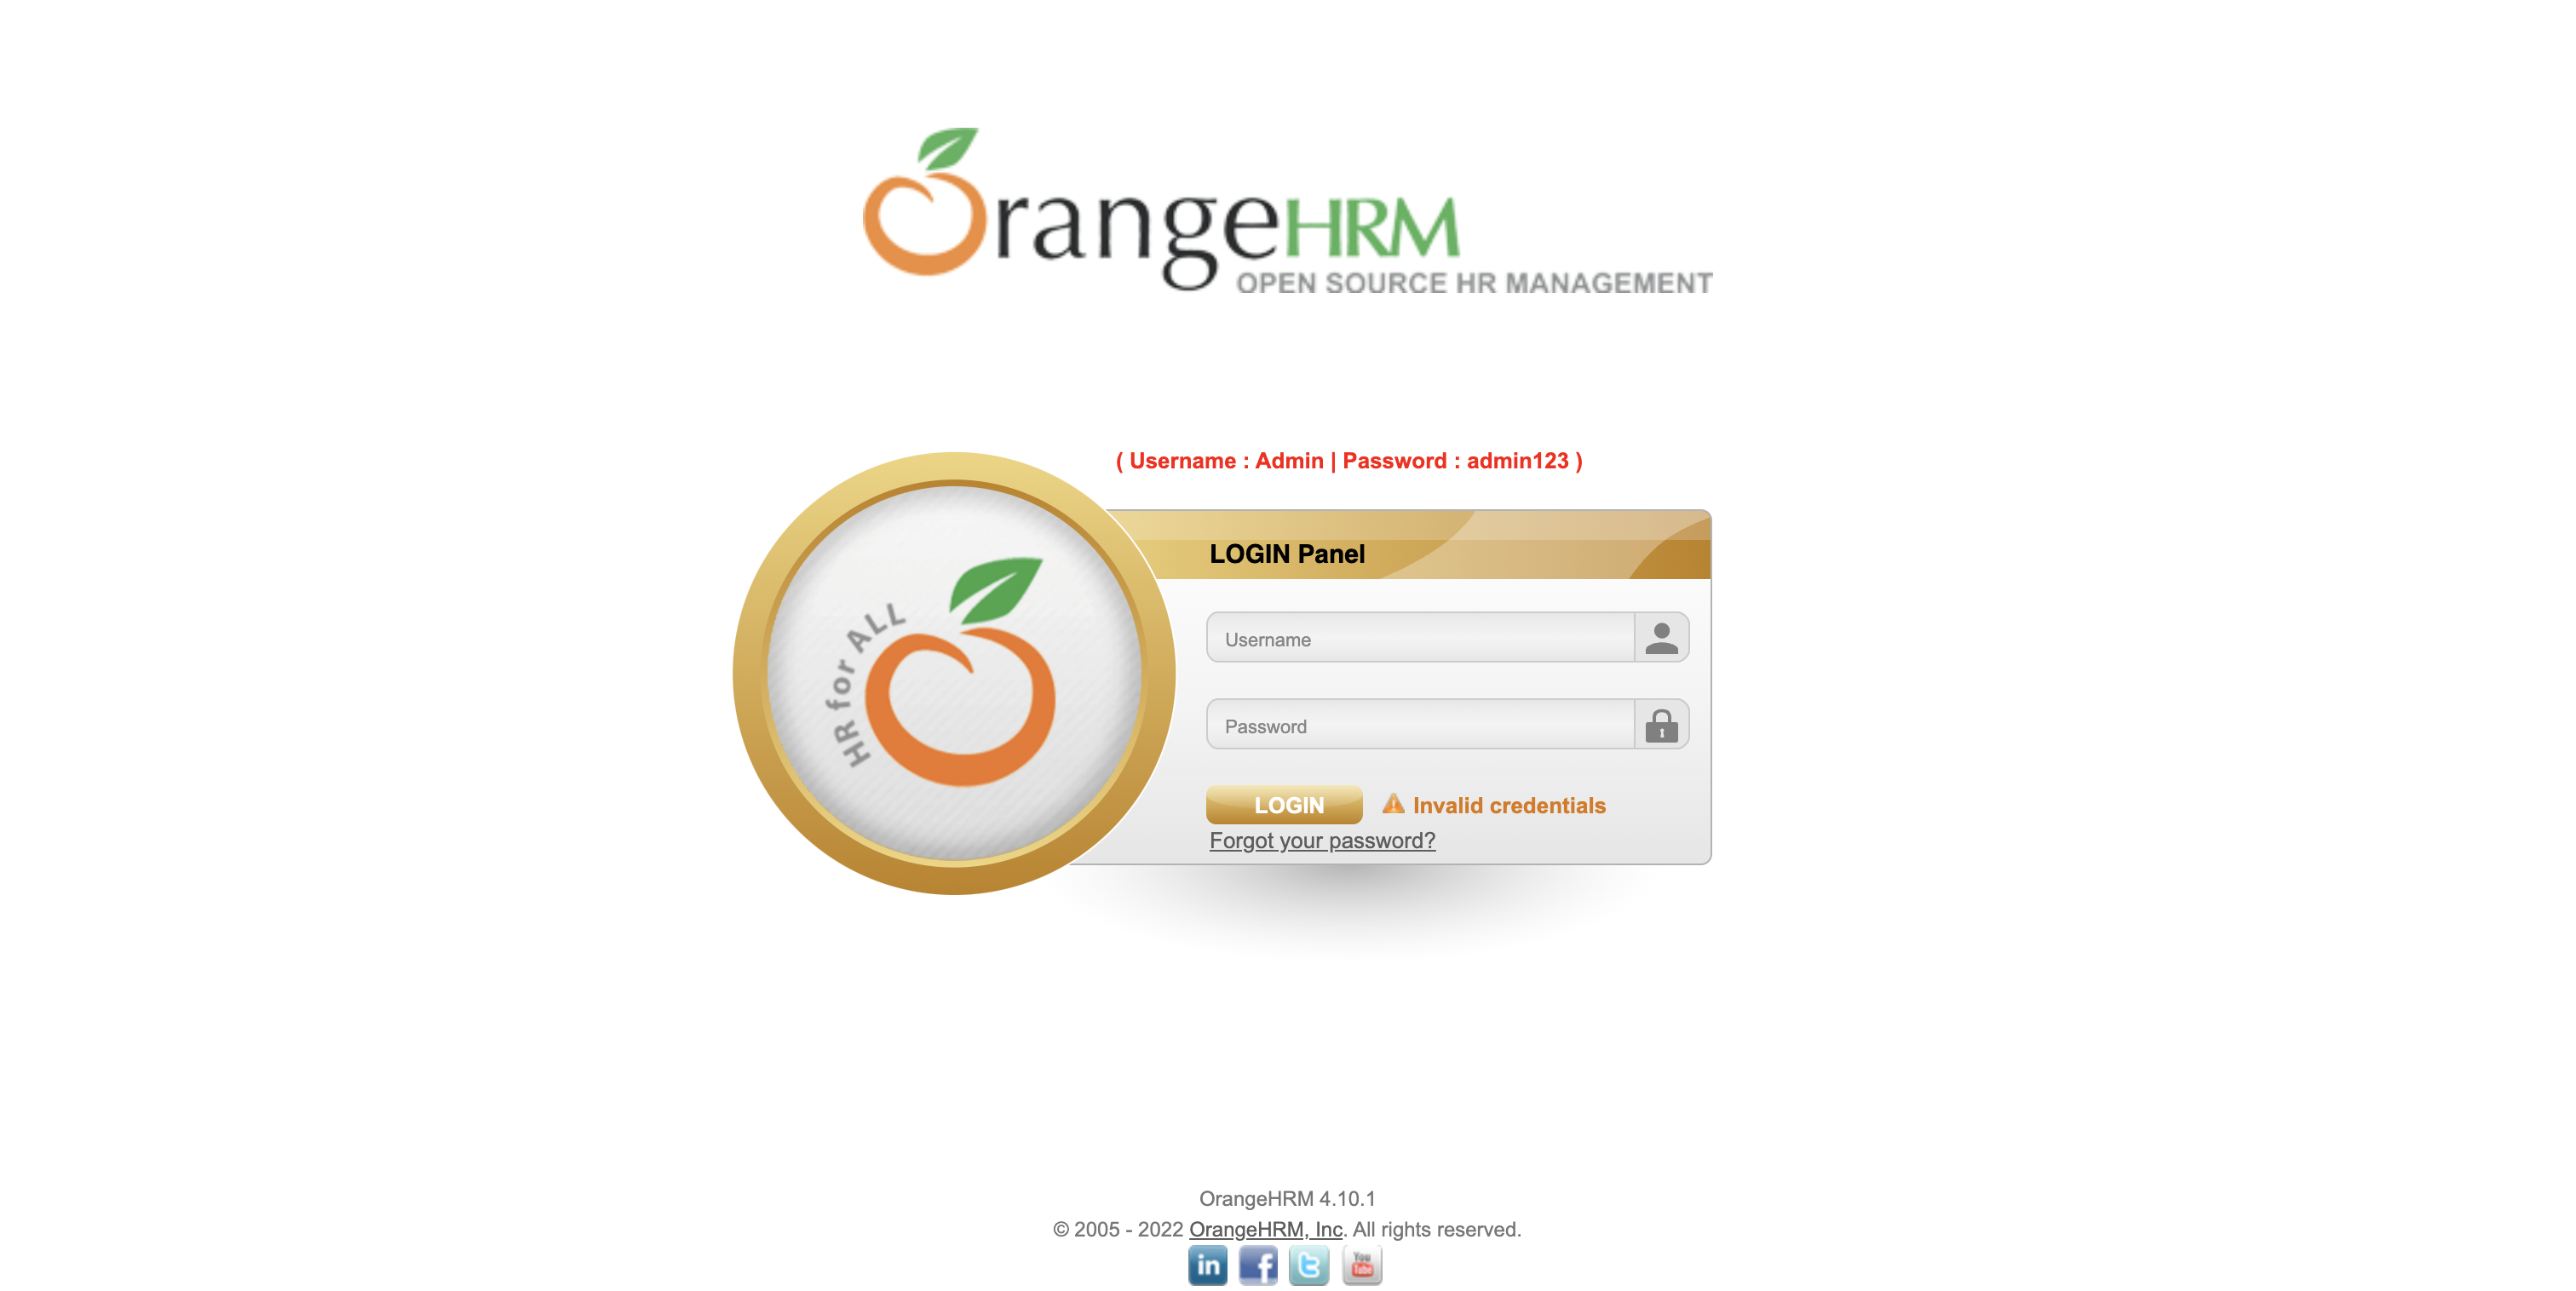 OrangeHRM
OPEN SOURCE HR MANAGEMENT
( Username : Admin | Password : admin123 )
LOGIN Panel
HR for ALL
Username
Password
LOGIN
Invalid credentials
Forgot your password?
OrangeHRM 4.10.1
© 2005 - 2022 OrangeHRM, Inc. All rights reserved.
in f t You Tube